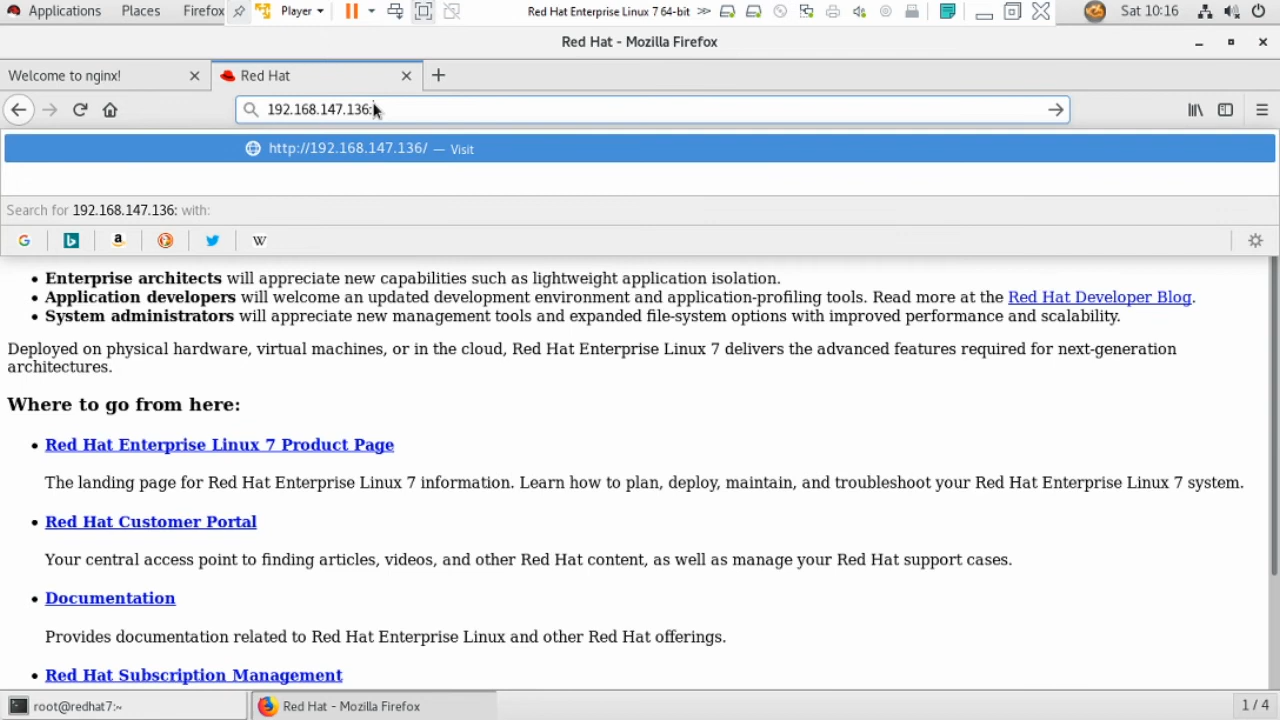 Applications Places Firefox Player Red Hat Enterprise Linux 7 64-bit Sat 10:16
Red Hat - Mozilla Firefox
Welcome to nginx! Red Hat
192.168.147.136:
http://192.168.147.136/ — Visit
Search for 192.168.147.136: with:
G b a W
• Enterprise architects will appreciate new capabilities such as lightweight application isolation.
• Application developers will welcome an updated development environment and application-profiling tools. Read more at the Red Hat Developer Blog.
• System administrators will appreciate new management tools and expanded file-system options with improved performance and scalability.
Deployed on physical hardware, virtual machines, or in the cloud, Red Hat Enterprise Linux 7 delivers the advanced features required for next-generation
architectures.
Where to go from here:
• Red Hat Enterprise Linux 7 Product Page
The landing page for Red Hat Enterprise Linux 7 information. Learn how to plan, deploy, maintain, and troubleshoot your Red Hat Enterprise Linux 7 system.
• Red Hat Customer Portal
Your central access point to finding articles, videos, and other Red Hat content, as well as manage your Red Hat support cases.
• Documentation
Provides documentation related to Red Hat Enterprise Linux and other Red Hat offerings.
• Red Hat Subscription Management
root@redhat7:~ Red Hat - Mozilla Firefox 1 / 4